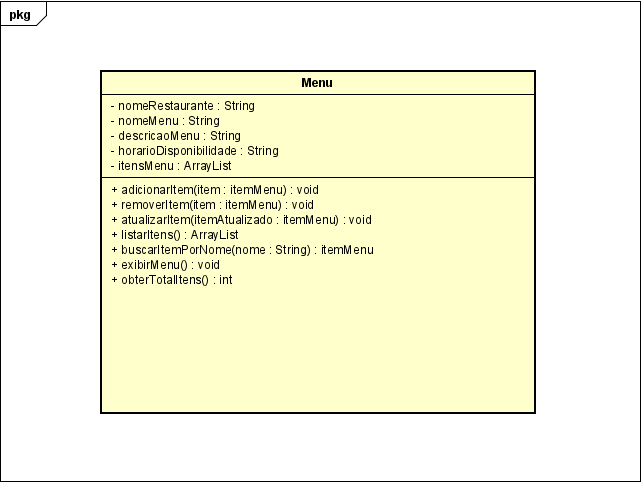 pkg
Menu
- nomeRestaurante : String
- nomeMenu : String
- descricaoMenu : String
- horarioDisponibilidade : String
- itensMenu : ArrayList
+ adicionarItem(item : itemMenu) : void
+ removerItem(item : itemMenu) : void
+ atualizarItem(itemAtualizado : itemMenu) : void
+ listarItens() : ArrayList
+ buscarItemPorNome(nome : String) : itemMenu
+ exibirMenu() : void
+ obterTotalItens() : int